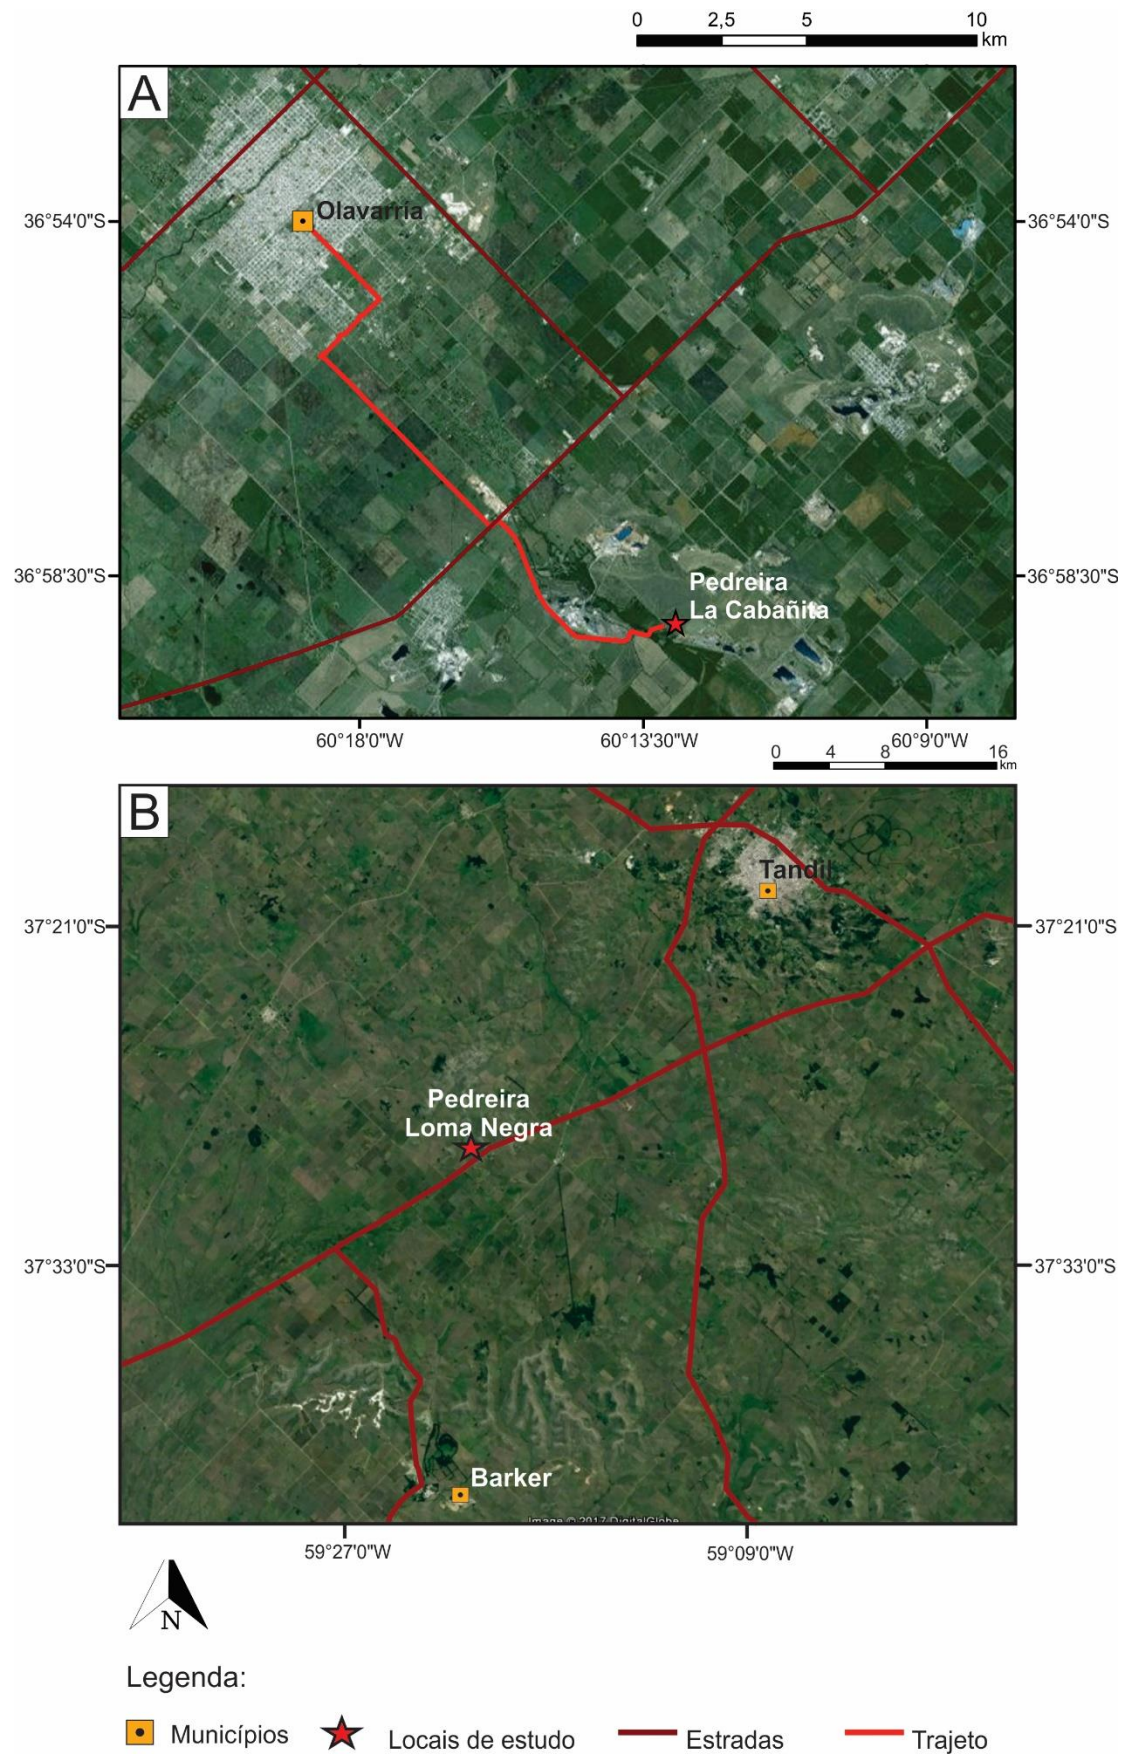 0 2,5 5 10
km
A
Olavarria
36°54'0"S
36°54'0"S
36°58'30"S
36°58'30"S
Pedreira
La Cabañita
60°18'0"W
60°13'30"W
60°9'0"W
0 4 8 16
km
B
Tandil
37°21'0"S
37°21'0"S
Pedreira
Loma Negra
37°33'0"S
37°33'0"S
Barker
Image © 2017 DigitalGlobe
59°27'0"W
59°09'0"W
N
Legenda:
Municípios
Locais de estudo
Estradas
Trajeto